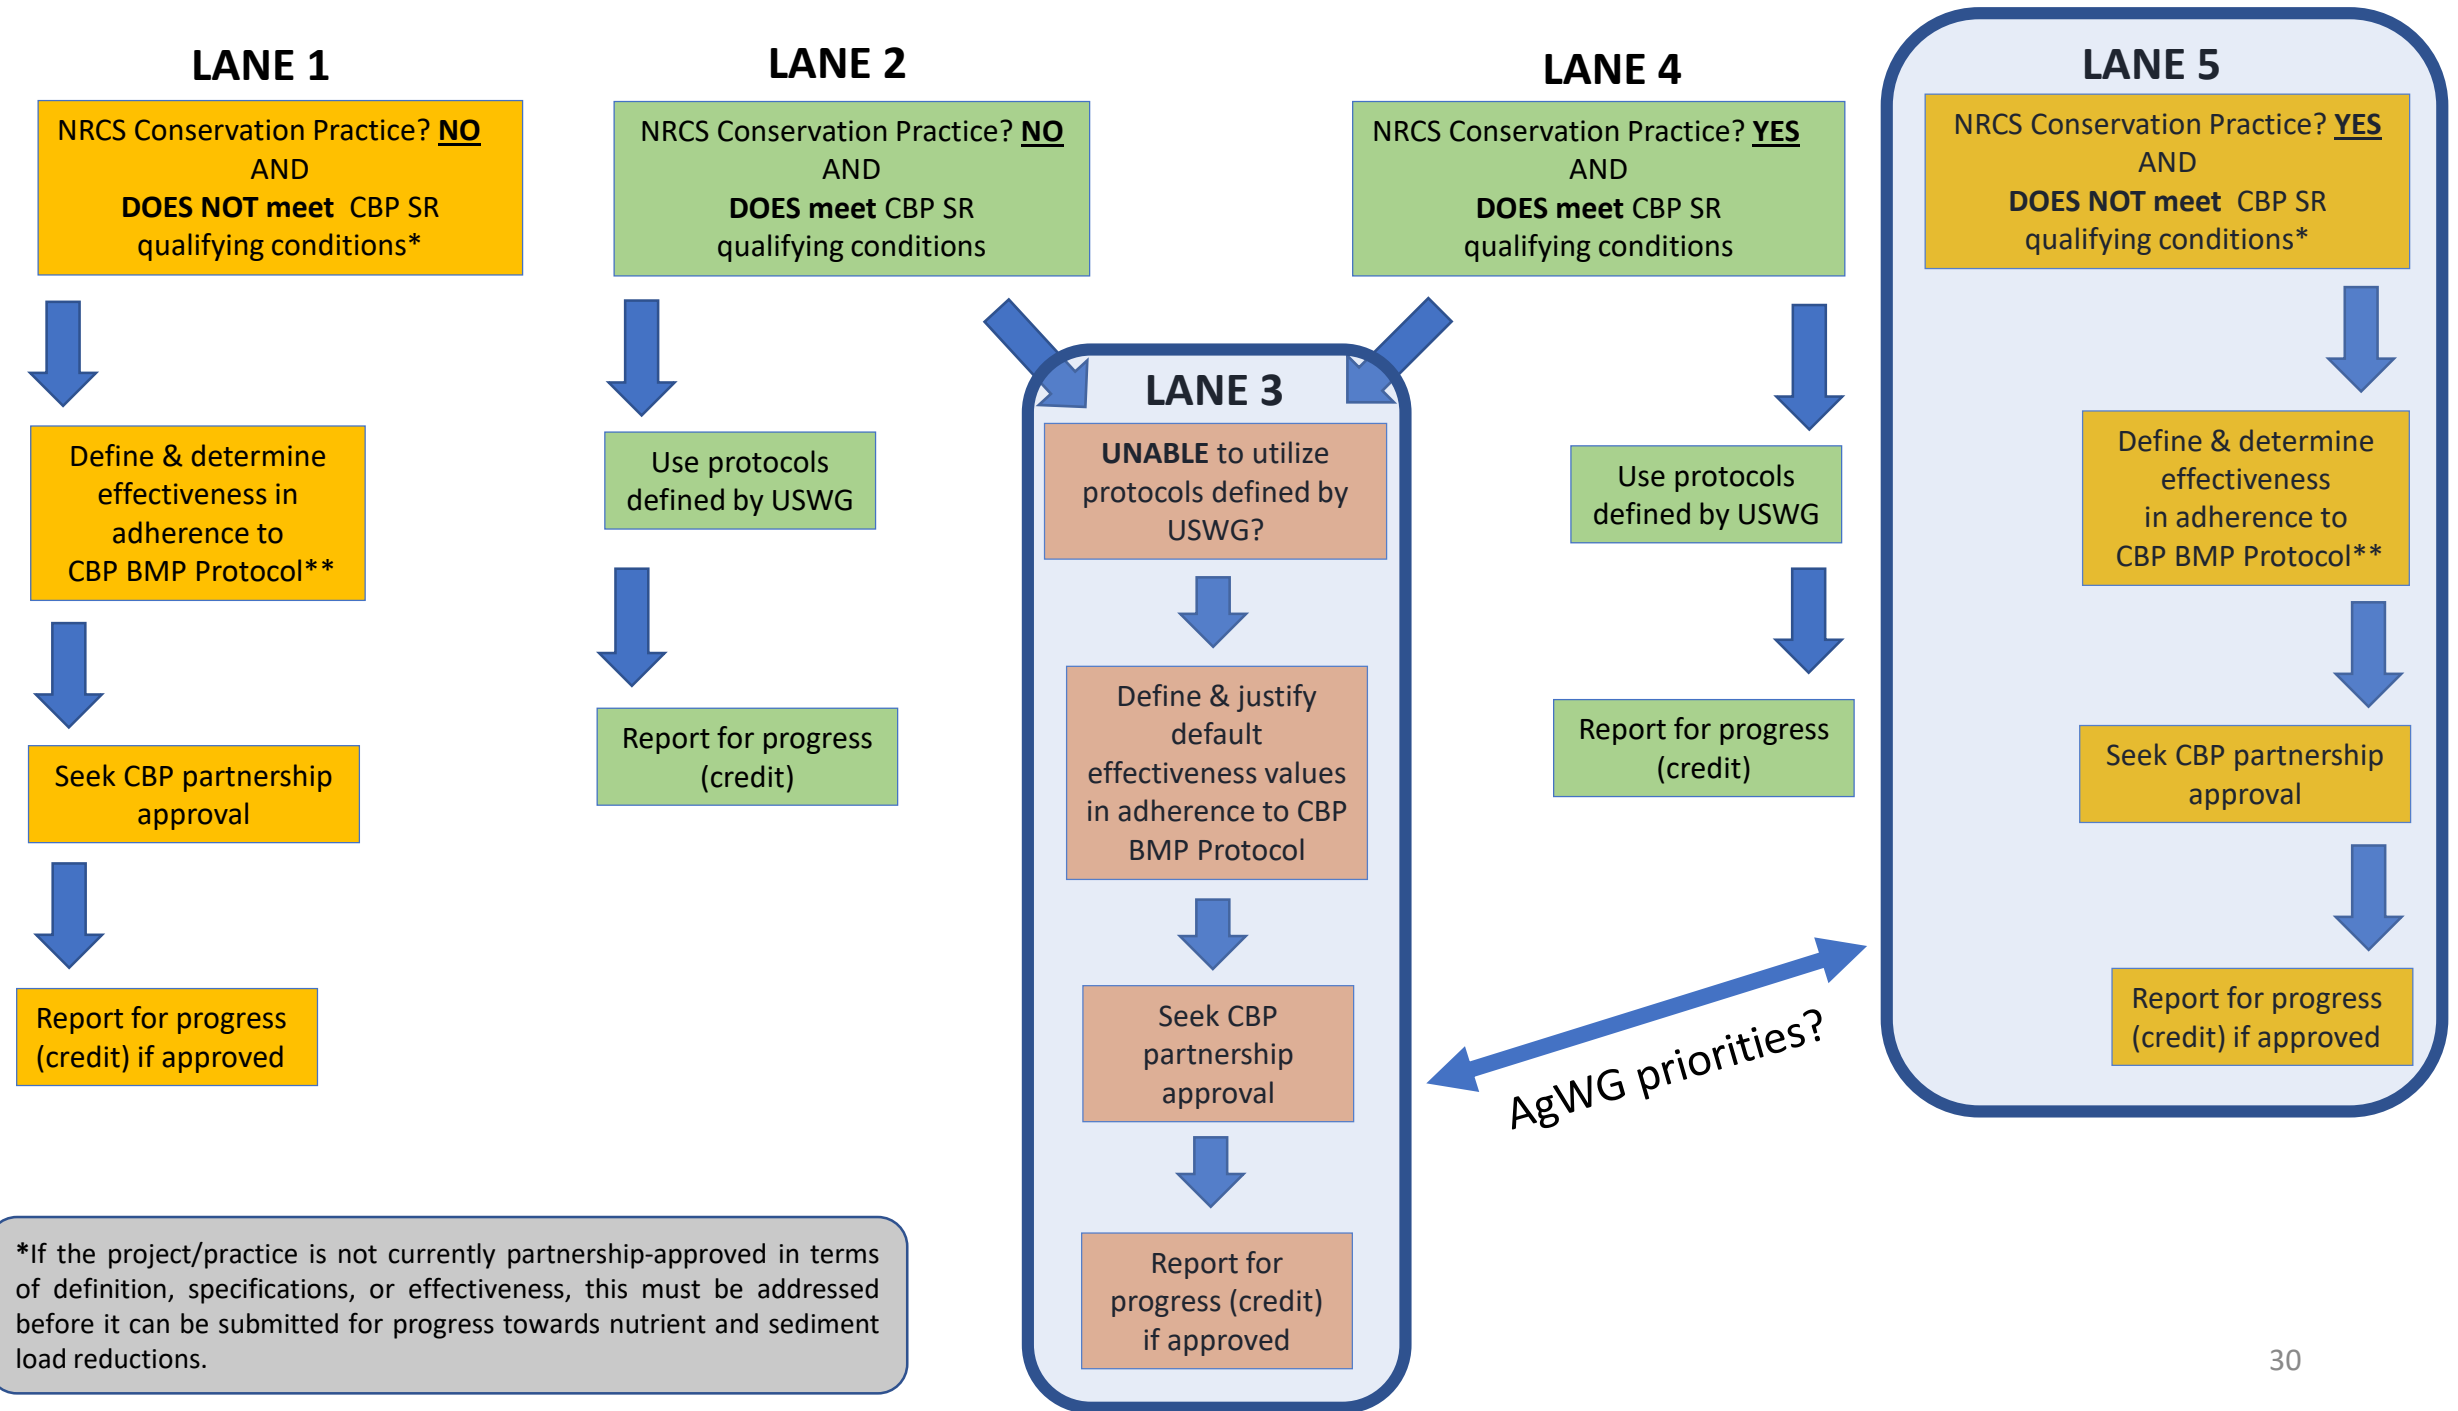 LANE 1
NRCS Conservation Practice? NO
AND
DOES NOT meet CBP SR
qualifying conditions*
Define & determine
effectiveness in
adherence to
CBP BMP Protocol**
Seek CBP partnership
approval
Report for progress
(credit) if approved
LANE 2
NRCS Conservation Practice? NO
AND
DOES meet CBP SR
qualifying conditions
Use protocols
defined by USWG
Report for progress
(credit)
LANE 3
UNABLE to utilize
protocols defined by
USWG?
Define & justify
default
effectiveness values
in adherence to CBP
BMP Protocol
Seek CBP
partnership
approval
Report for
progress (credit)
if approved
LANE 4
NRCS Conservation Practice? YES
AND
DOES meet CBP SR
qualifying conditions
Use protocols
defined by USWG
Report for progress
(credit)
AgWG priorities?
LANE 5
NRCS Conservation Practice? YES
AND
DOES NOT meet CBP SR
qualifying conditions*
Define & determine
effectiveness
in adherence to
CBP BMP Protocol**
Seek CBP partnership
approval
Report for progress
(credit) if approved
*If the project/practice is not currently partnership-approved in terms
of definition, specifications, or effectiveness, this must be addressed
before it can be submitted for progress towards nutrient and sediment
load reductions.
30